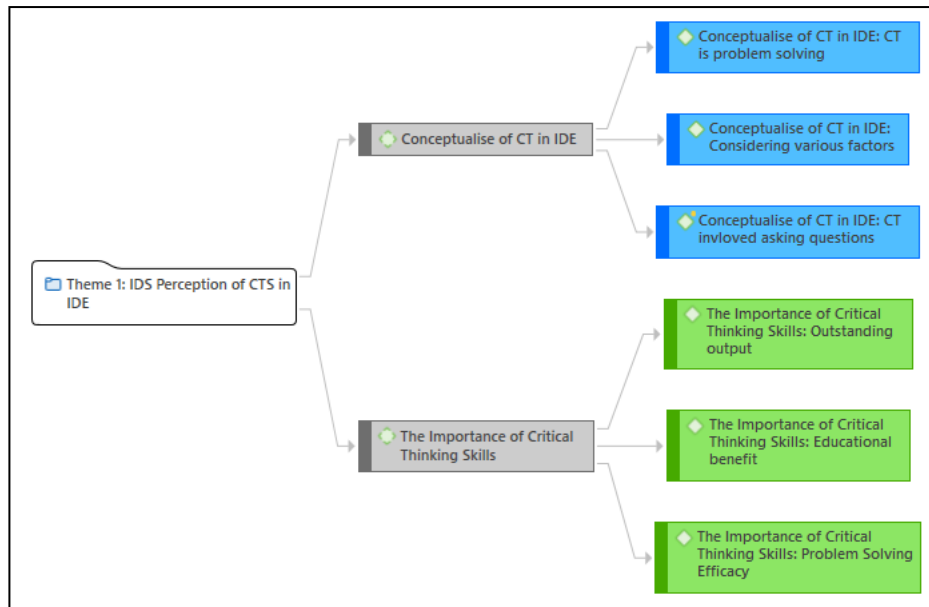 Theme 1: IDS Perception of CTS in
IDE
Conceptualise of CT in IDE
Conceptualise of CT in IDE: CT
is problem solving
Conceptualise of CT in IDE:
Considering various factors
Conceptualise of CT in IDE: CT
invloved asking questions
The Importance of Critical
Thinking Skills
The Importance of Critical
Thinking Skills: Outstanding
output
The Importance of Critical
Thinking Skills: Educational
benefit
The Importance of Critical
Thinking Skills: Problem Solving
Efficacy